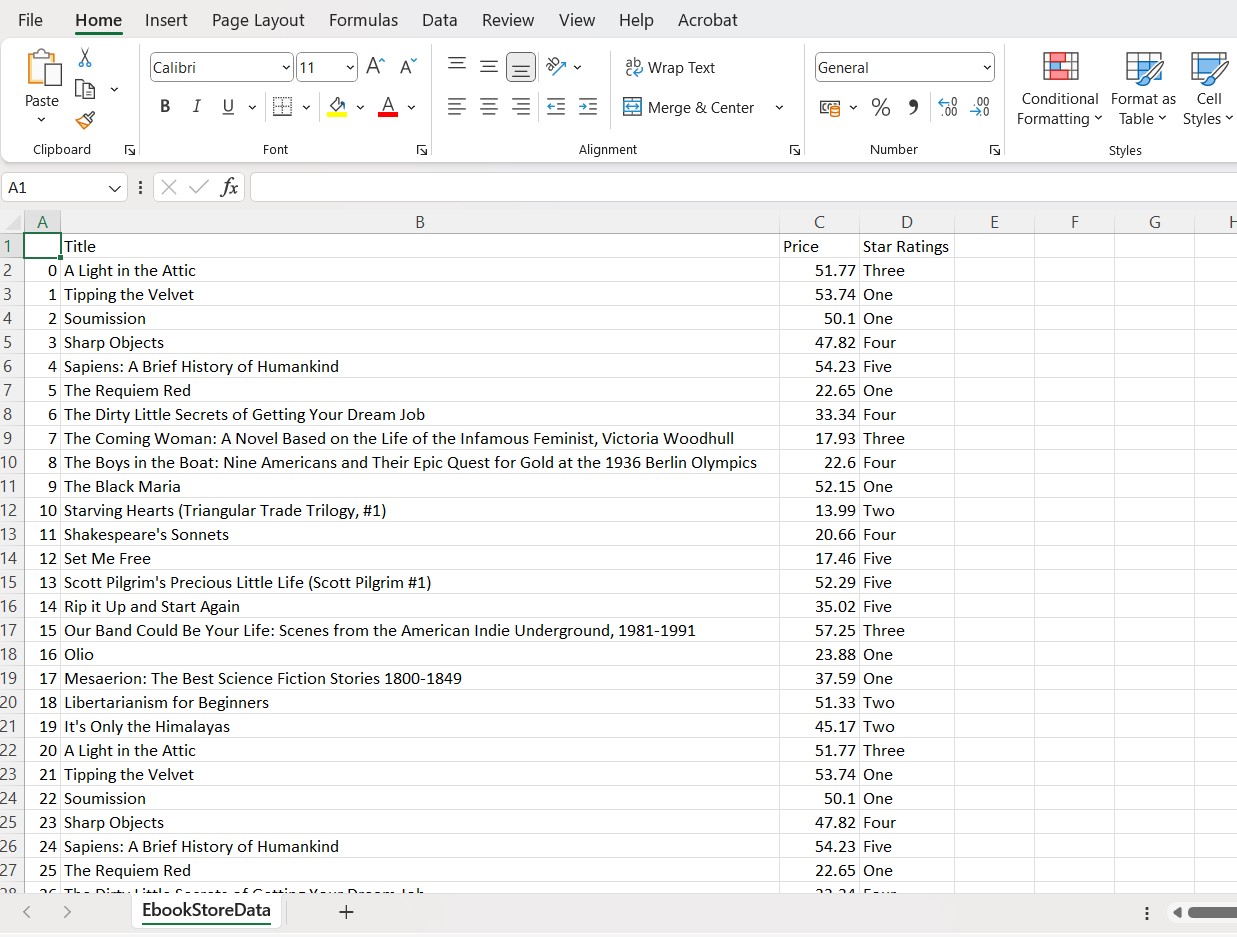 File Home Insert Page Layout Formulas Data Review View Help Acrobat
Paste
Calibri 11
B I U A
ab Wrap Text
Merge & Center
General
% 9
Conditional Formatting
Format as Table
Cell Styles
Clipboard Font Alignment Number Styles
A1 fx
A B C D E F G H
1 Title Price Star Ratings
2 0 A Light in the Attic 51.77 Three
3 1 Tipping the Velvet 53.74 One
4 2 Soumission 50.1 One
5 3 Sharp Objects 47.82 Four
6 4 Sapiens: A Brief History of Humankind 54.23 Five
7 5 The Requiem Red 22.65 One
8 6 The Dirty Little Secrets of Getting Your Dream Job 33.34 Four
9 7 The Coming Woman: A Novel Based on the Life of the Infamous Feminist, Victoria Woodhull 17.93 Three
10 8 The Boys in the Boat: Nine Americans and Their Epic Quest for Gold at the 1936 Berlin Olympics 22.6 Four
11 9 The Black Maria 52.15 One
12 10 Starving Hearts (Triangular Trade Trilogy, #1) 13.99 Two
13 11 Shakespeare's Sonnets 20.66 Four
14 12 Set Me Free 17.46 Five
15 13 Scott Pilgrim's Precious Little Life (Scott Pilgrim #1) 52.29 Five
16 14 Rip it Up and Start Again 35.02 Five
17 15 Our Band Could Be Your Life: Scenes from the American Indie Underground, 1981-1991 57.25 Three
18 16 Olio 23.88 One
19 17 Mesaerion: The Best Science Fiction Stories 1800-1849 37.59 One
20 18 Libertarianism for Beginners 51.33 Two
21 19 It's Only the Himalayas 45.17 Two
22 20 A Light in the Attic 51.77 Three
23 21 Tipping the Velvet 53.74 One
24 22 Soumission 50.1 One
25 23 Sharp Objects 47.82 Four
26 24 Sapiens: A Brief History of Humankind 54.23 Five
27 25 The Requiem Red 22.65 One
28 26 The Dirty Little Secrets of Getting Your Dream Job 33.34 Four
EbookStoreData